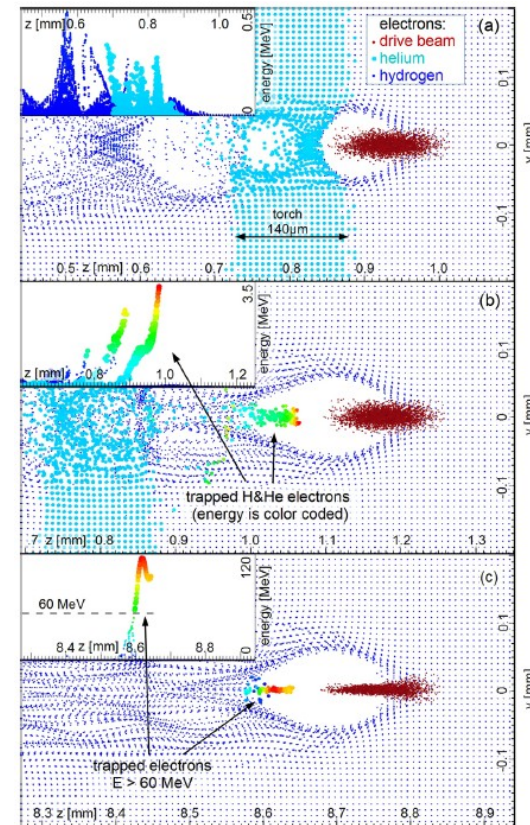 z [mm] 0.6 0.8
0.5
energy [MeV]
0
(a)
electrons:
drive beam
helium
hydrogen
0.1
0
-0.1
y [mm]
torch
140µm
0.5 z [mm] 0.6 0.7 0.8 0.9 1.0
(b)
3.5
energy [MeV]
z [mm] 0.8 1.0 1.2
0.1
0
-0.1
y [mm]
trapped H&He electrons
(energy is color coded)
7 z [mm] 0.8 0.9 1.0 1.1 1.2 1.3
(c)
120
energy [MeV]
0
60 MeV
8.4 z [mm] 8.6 8.8
0.1
0
-0.1
y [mm]
trapped electrons
E > 60 MeV
8.3 z [mm] 8.4 8.5 8.6 8.7 8.8